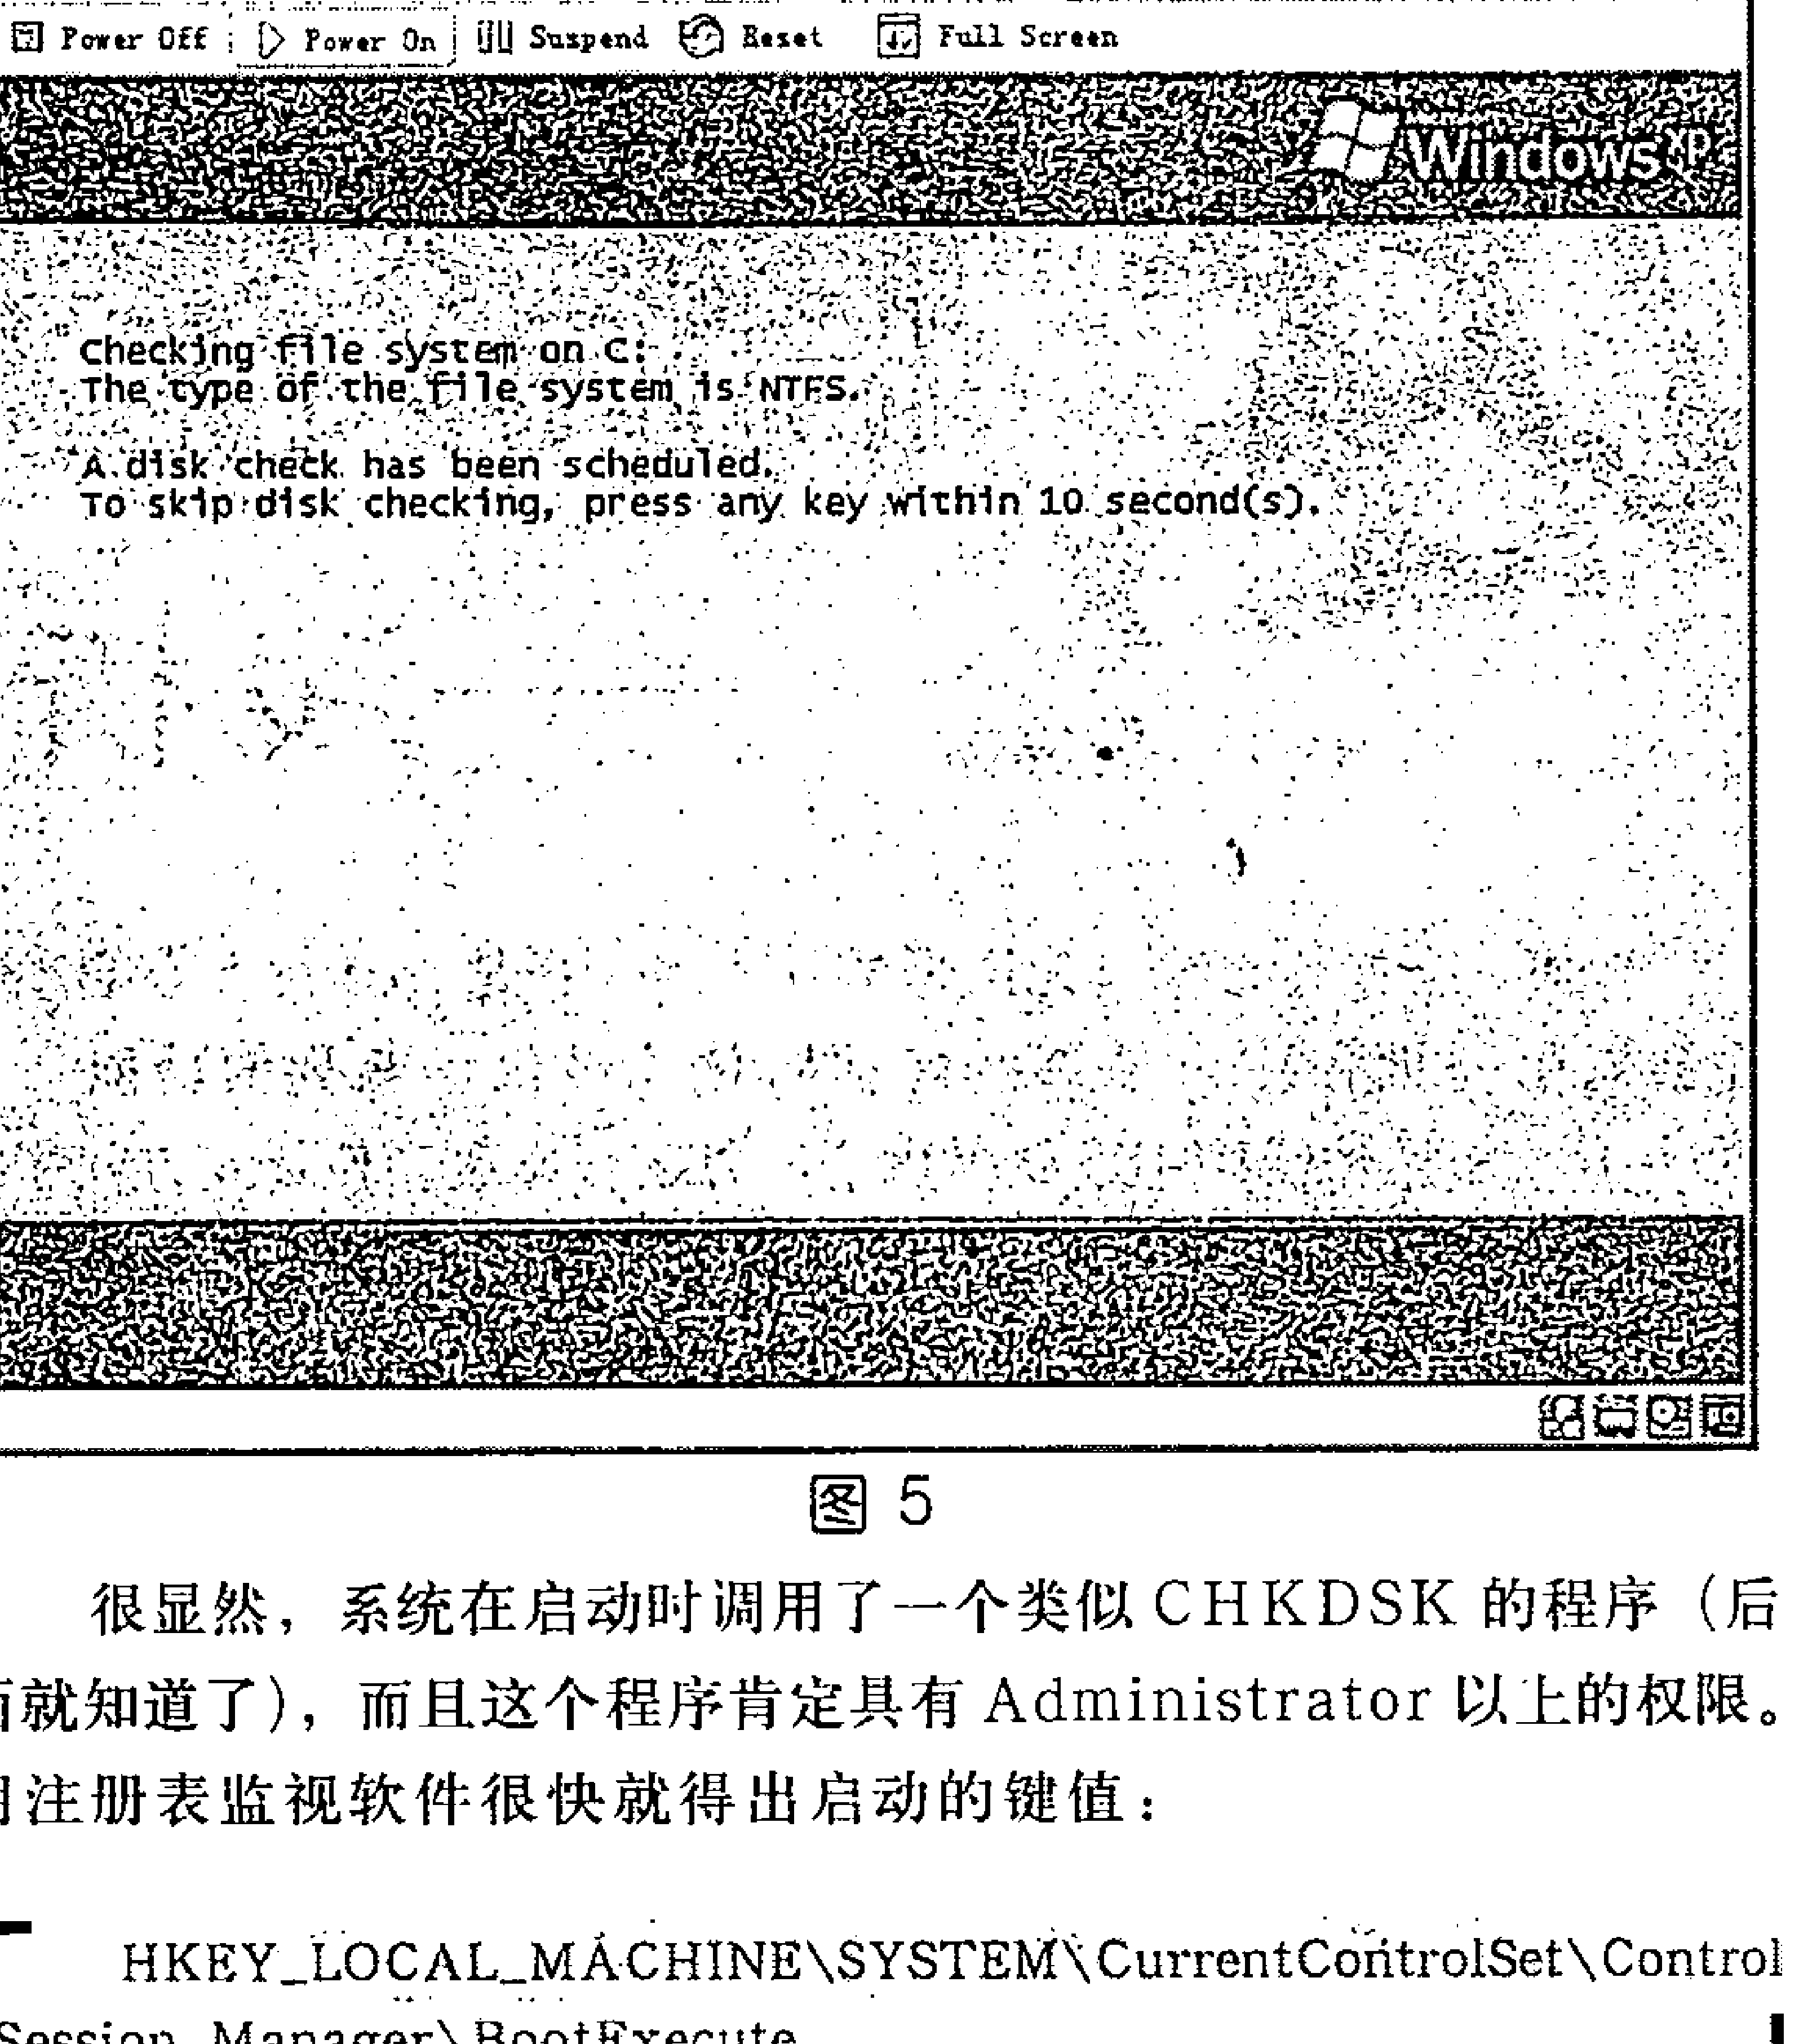 Power Off Power On Suspend Reset Full Screen
Windows xp
Checking file system on C:
The type of the file system is NTFS.
A disk check has been scheduled.
To skip disk checking, press any key within 10 second(s).
图 5
很显然，系统在启动时调用了一个类似 CHKDSK 的程序（后
就知道了），而且这个程序肯定具有 Administrator 以上的权限。
注册表监视软件很快就得出启动的键值：
HKEY_LOCAL_MACHINE\SYSTEM\CurrentControlSet\Control
Session Manager\BootExecute